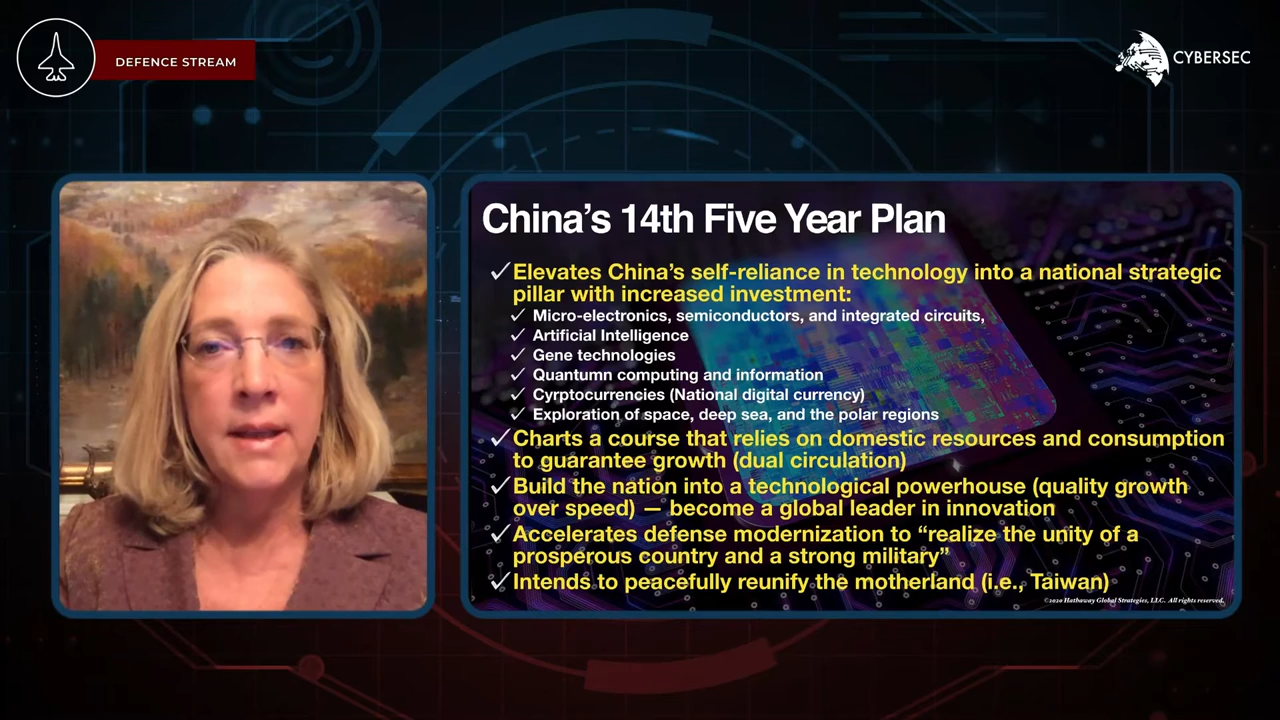 DEFENCE STREAM
CYBERSEC
China's 14th Five Year Plan
✓ Elevates China's self-reliance in technology into a national strategic
pillar with increased investment:
✓ Micro-electronics, semiconductors, and integrated circuits,
✓ Artificial Intelligence
✓ Gene technologies
✓ Quantumn computing and information
✓ Cyrptocurrencies (National digital currency)
✓ Exploration of space, deep sea, and the polar regions
✓ Charts a course that relies on domestic resources and consumption
to guarantee growth (dual circulation)
✓ Build the nation into a technological powerhouse (quality growth
over speed) — become a global leader in innovation
✓ Accelerates defense modernization to “realize the unity of a
prosperous country and a strong military”
✓ Intends to peacefully reunify the motherland (i.e., Taiwan)
©2020 Hathaway Global Strategies, LLC. All rights reserved.